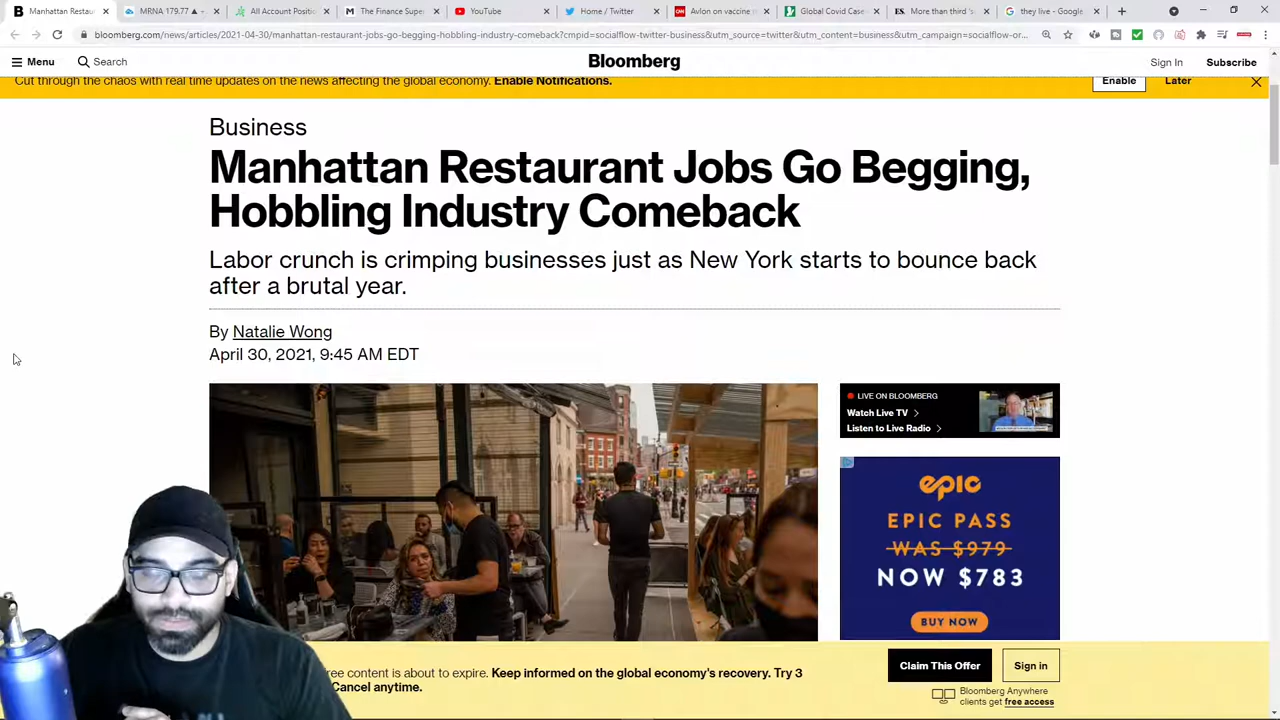 Manhattan Restau
MRNA 179.77
All Account Positi
The Finance Super
YouTube
Home / Twitter
Avlon on vaccine
Global Covid Case
More than third 's
they live - Google
bloomberg.com/news/articles/2021-04-30/manhattan-restaurant-jobs-go-begging-hobbling-industry-comeback?cmpid=socialflow-twitter-business&utm_source=twitter&utm_content=business&utm_campaign=socialflow-or...
Menu
Search
Bloomberg
Sign In
Subscribe
Cut through the chaos with real time updates on the news affecting the global economy. Enable Notifications.
Enable
Later
Business
Manhattan Restaurant Jobs Go Begging,
Hobbling Industry Comeback
Labor crunch is crimping businesses just as New York starts to bounce back
after a brutal year.
By Natalie Wong
April 30, 2021, 9:45 AM EDT
LIVE ON BLOOMBERG
Watch Live TV
Listen to Live Radio
epic
EPIC PASS
WAS $979
NOW $783
BUY NOW
ree content is about to expire. Keep informed on the global economy's recovery. Try 3
Cancel anytime.
Claim This Offer
Sign in
Bloomberg Anywhere
clients get free access